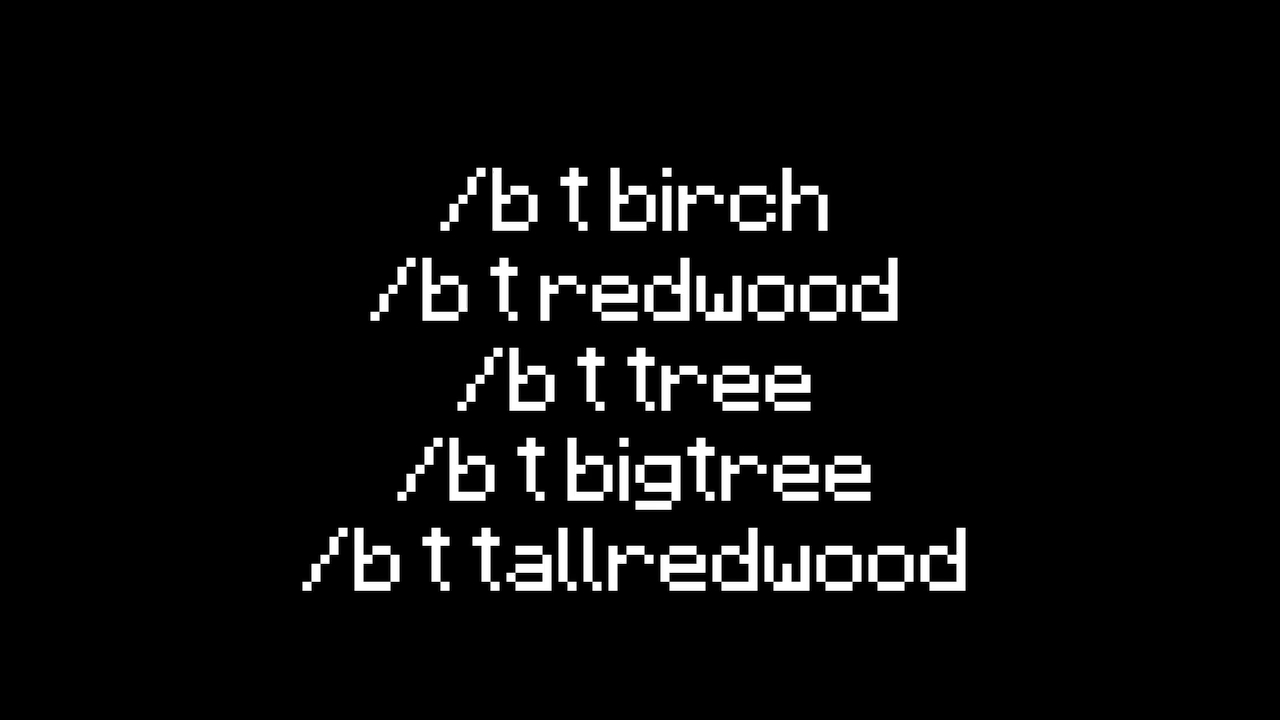 /b t birch
/b t redwood
/b t tree
/b t bigtree
/b t tallredwood